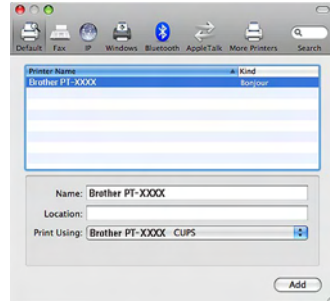 Default Fax IP Windows Bluetooth AppleTalk More Printers Search
Printer Name Kind
Brother PT-XXXX Bonjour
Name: Brother PT-XXXX
Location:
Print Using: Brother PT-XXXX CUPS
Add